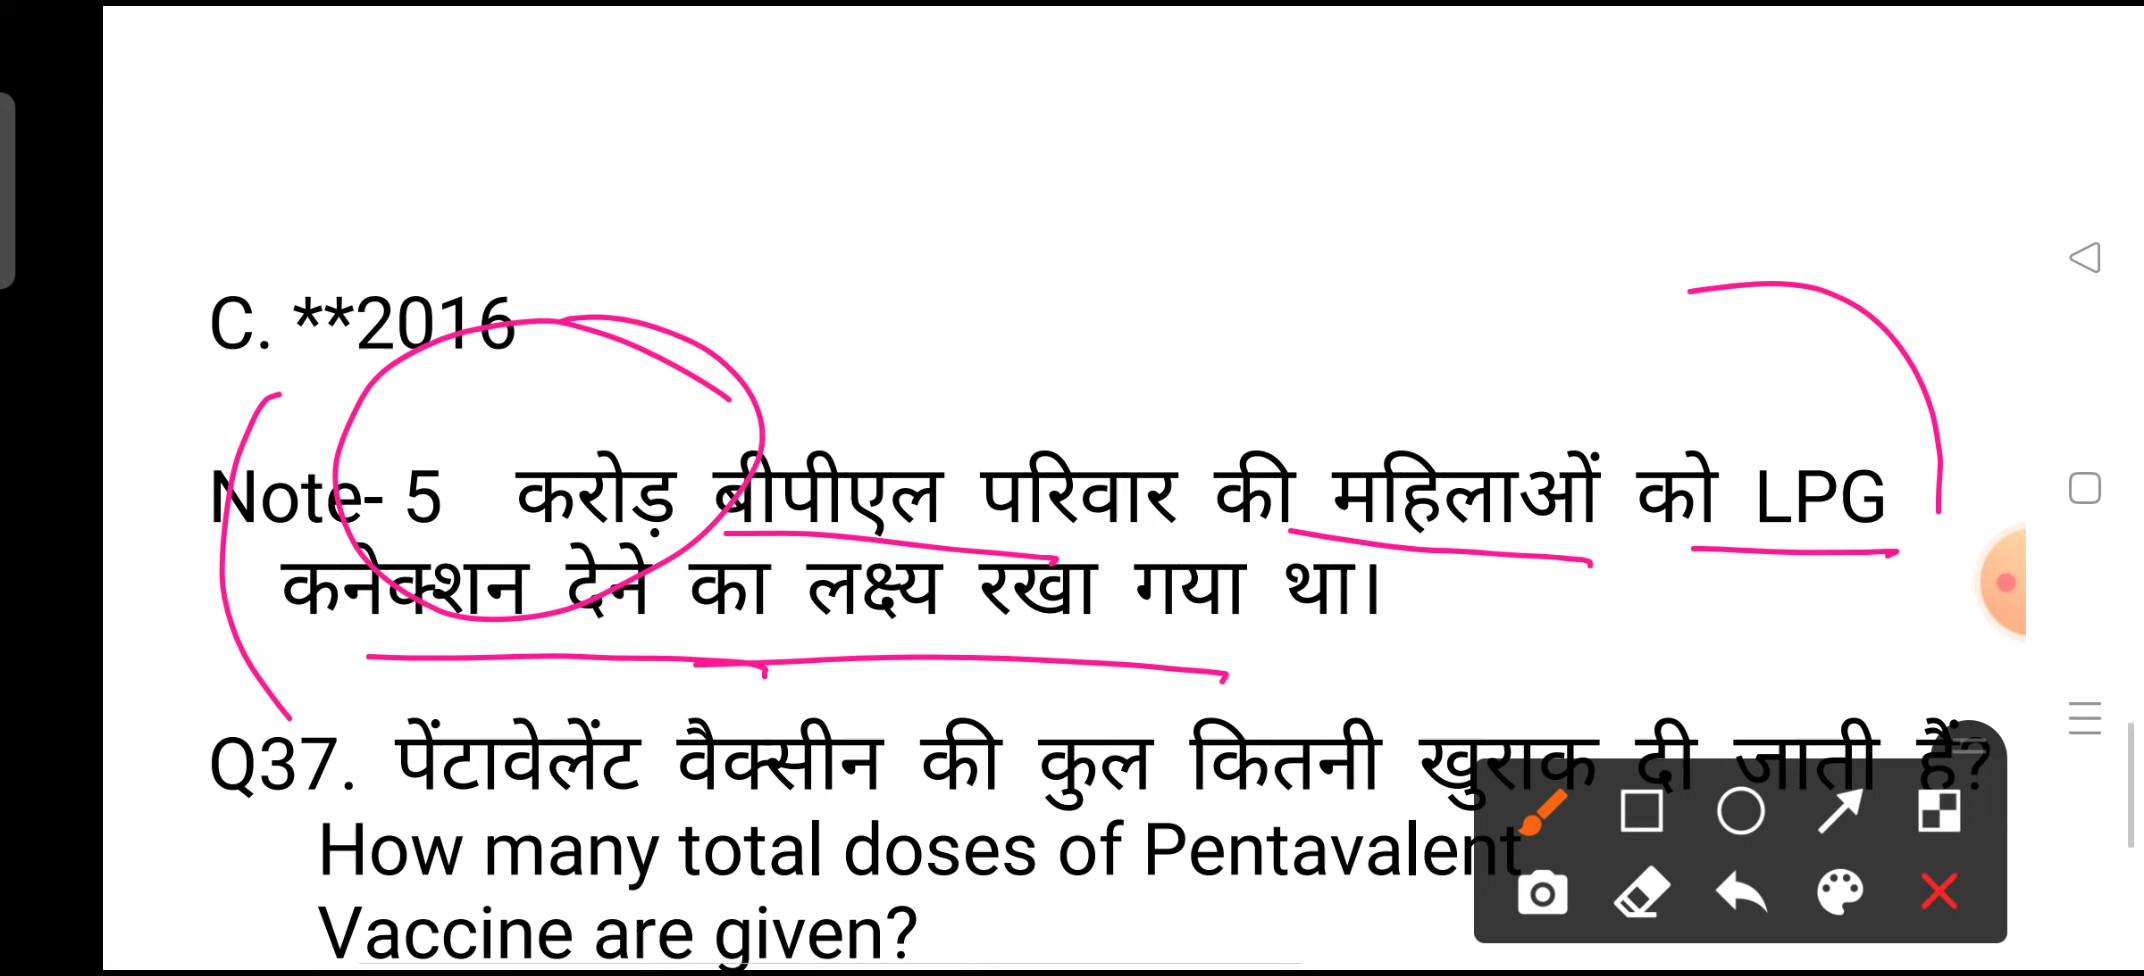 C. **2016
Note- 5 करोड़ बीपीएल परिवार की महिलाओं को LPG
कनेक्शन देने का लक्ष्य रखा गया था।
Q37. पेंटावेलेंट वैक्सीन की कुल कितनी खुराक दी जाती हैं?
How many total doses of Pentavalent
Vaccine are given?